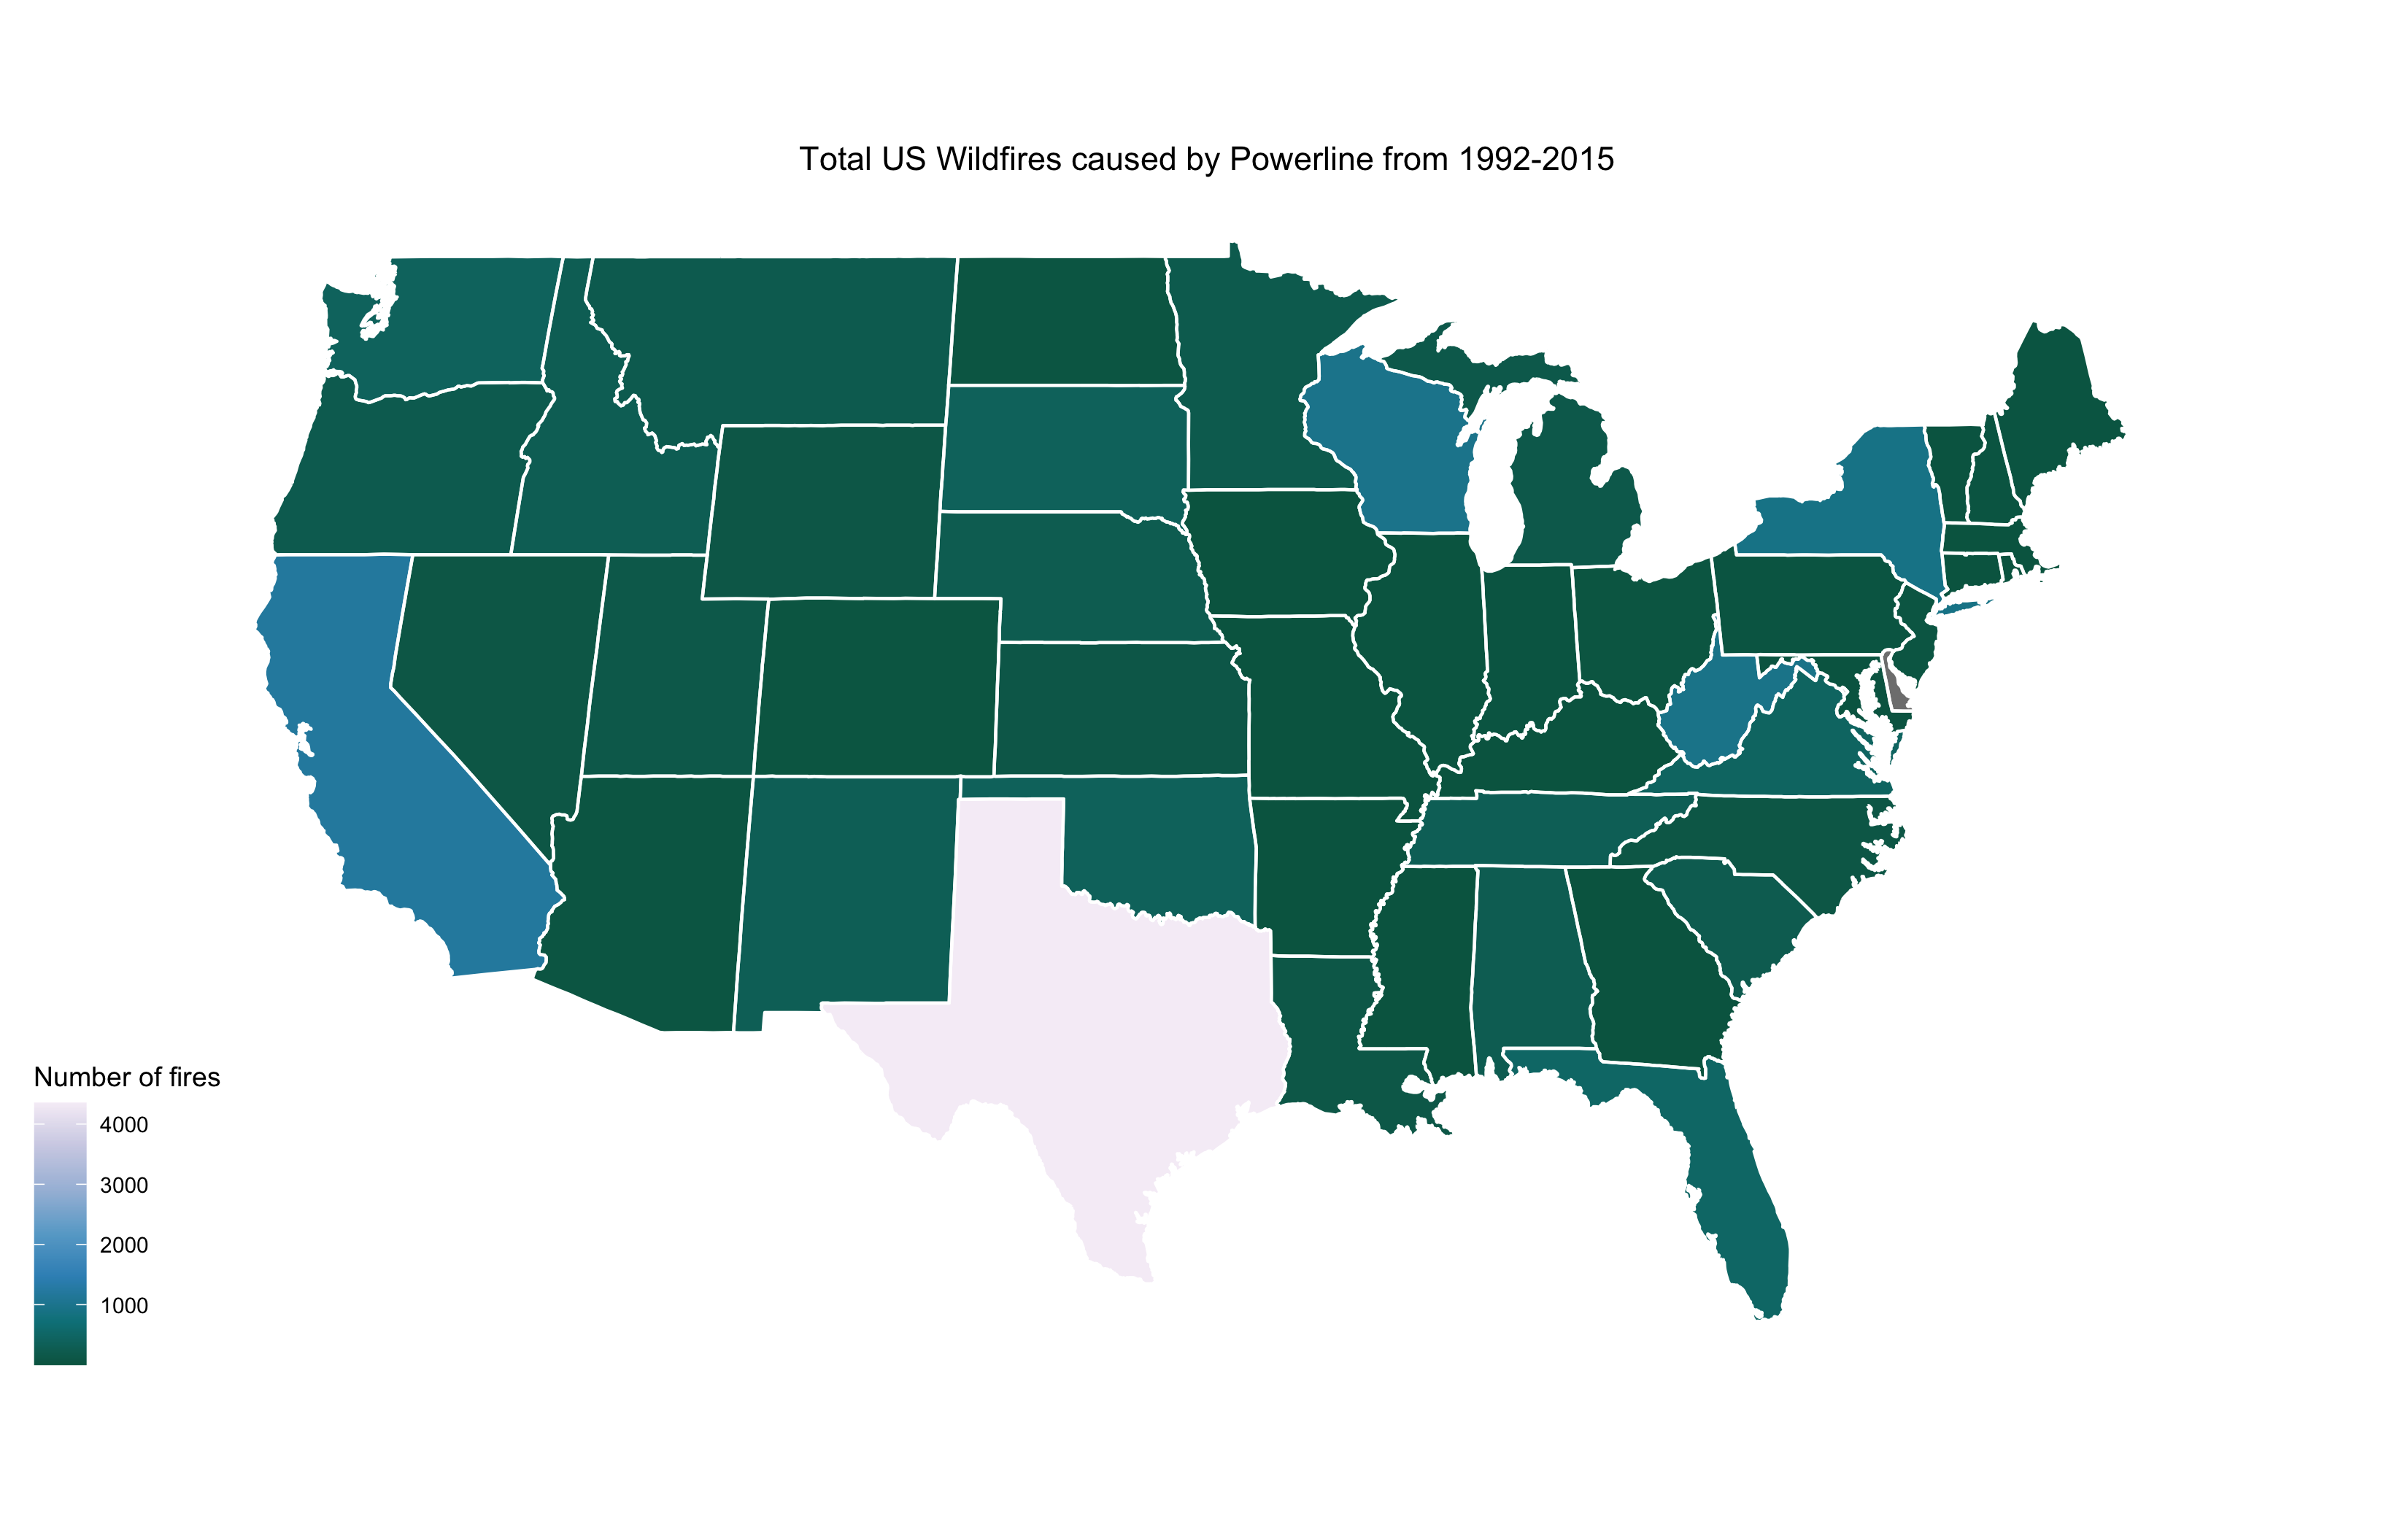 Total US Wildfires caused by Powerline from 1992-2015
Number of fires
4000
3000
2000
1000